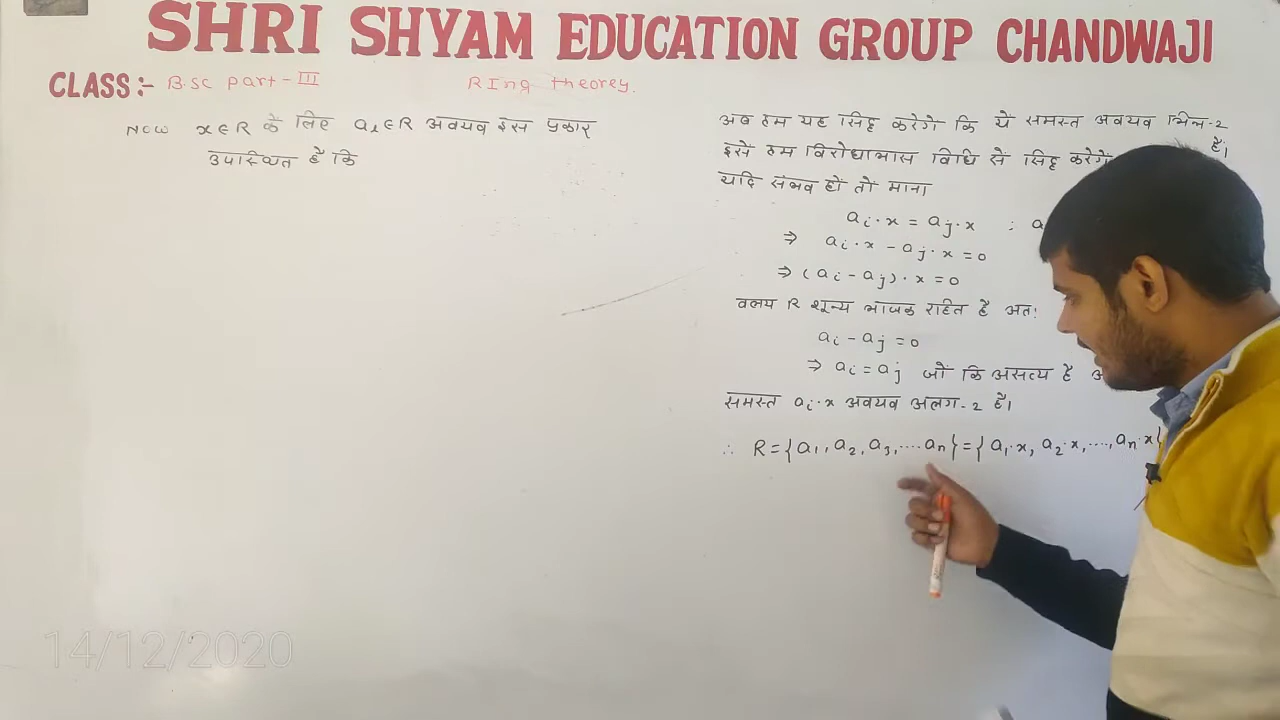 SHRI SHYAM EDUCATION GROUP CHANDWAJI
CLASS:- B.sc part-III RIng theorey.
Now x∈R के लिए aᵢ∈R अवयव इस प्रकार
उपस्थित है कि
अब हम यह सिद्ध करेगे कि ये समस्त अवयव भिन्न-2 है।
इसे हम विरोधाभास विधि से सिद्ध करेगें
यदि संभव हों तों माना
aᵢ·x = aⱼ·x ; a
⇒ aᵢ·x - aⱼ·x = 0
⇒ (aᵢ - aⱼ)·x = 0
वलय R शून्य भाजक राहित है अतः
aᵢ - aⱼ = 0
⇒ aᵢ = aⱼ जों कि असत्य है अ
समस्त aᵢ·x अवयव अलग-2 है।
∴ R = {a₁, a₂, a₃, .... aₙ} = {a₁·x, a₂·x, ...., aₙ·x}
14/12/2020